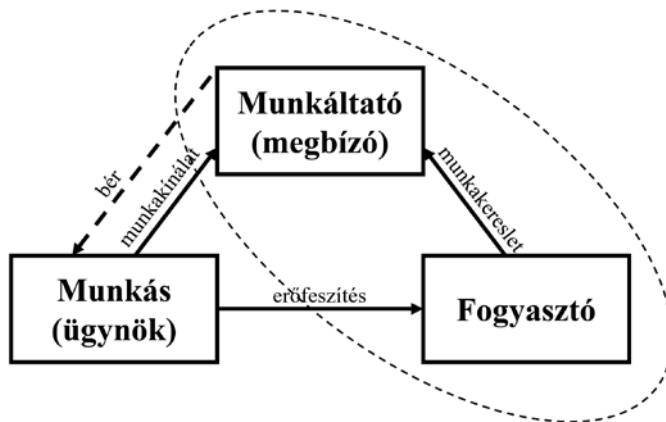 Munkáltató
(megbízó)
bér
munkakínálat
munkakereslet
Munkás
(ügynök)
erőfeszítés
Fogyasztó